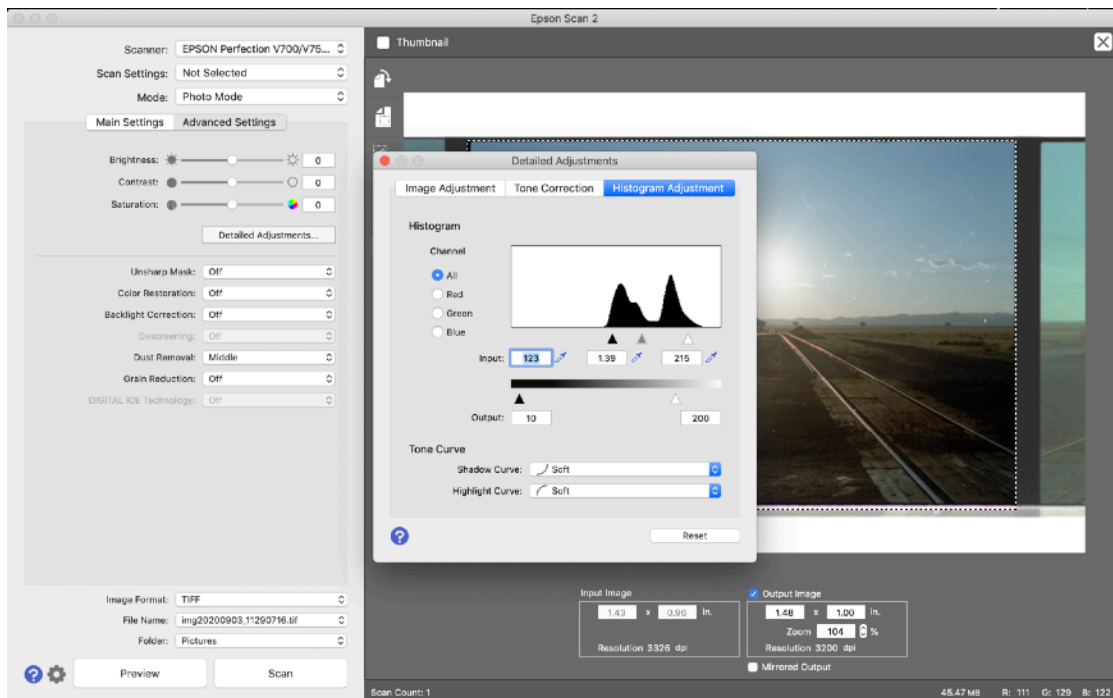 Epson Scan 2
Scanner: EPSON Perfection V700/V75...
Scan Settings: Not Selected
Mode: Photo Mode
Main Settings Advanced Settings
Brightness: 0
Contrast: 0
Saturation: 0
Detailed Adjustments...
Unsharp Mask: Off
Color Restoration: Off
Backlight Correction: Off
Descreening: Off
Dust Removal: Middle
Grain Reduction: Off
DIGITAL ICE Technology: Off
Image Format: TIFF
File Name: img20200903_11290716.tif
Folder: Pictures
Preview Scan
Thumbnail
Detailed Adjustments
Image Adjustment Tone Correction Histogram Adjustment
Histogram
Channel
All
Red
Green
Blue
Input: 123 1.39 215
Output: 10 200
Tone Curve
Shadow Curve: Soft
Highlight Curve: Soft
Reset
Input Image
1.43 x 0.96 in.
Resolution 3326 dpi
Output Image
1.48 x 1.00 in.
Zoom 104 %
Resolution 3200 dpi
Mirrored Output
Scan Count: 1
45.47 MB R: 111 G: 129 B: 122